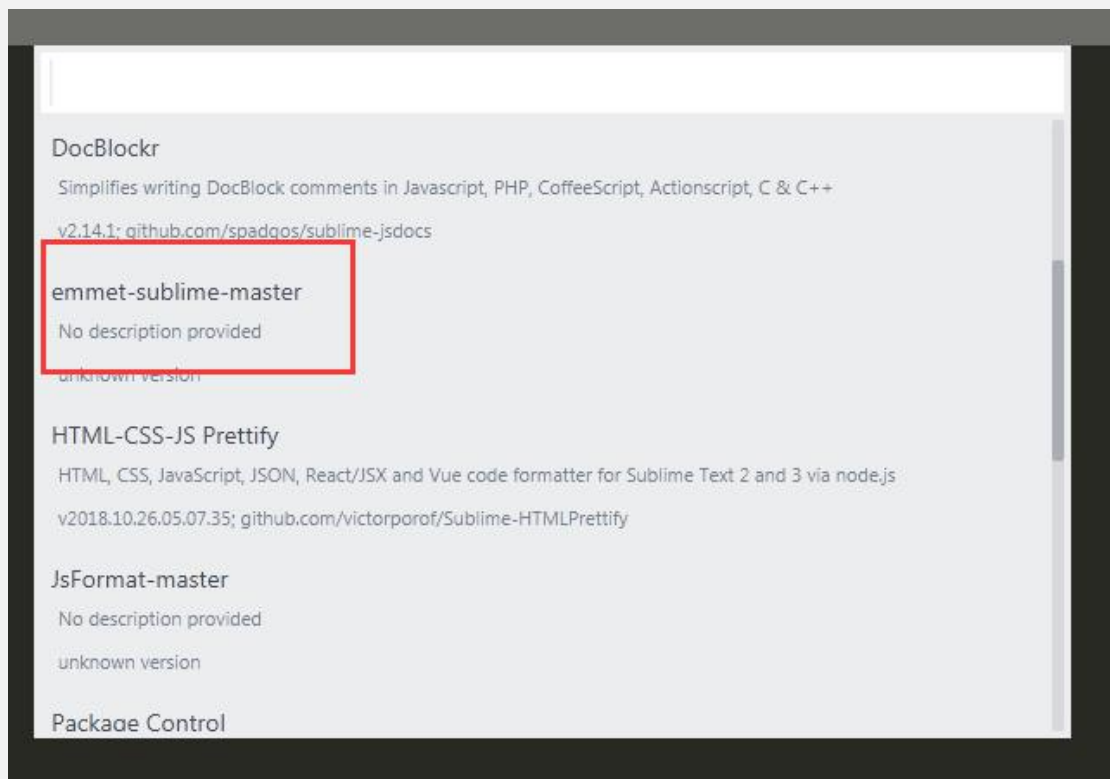 DocBlockr
Simplifies writing DocBlock comments in Javascript, PHP, CoffeeScript, Actionscript, C & C++
v2.14.1; github.com/spadgos/sublime-jsdocs
emmet-sublime-master
No description provided
unknown version
HTML-CSS-JS Prettify
HTML, CSS, JavaScript, JSON, React/JSX and Vue code formatter for Sublime Text 2 and 3 via node.js
v2018.10.26.05.07.35; github.com/victorporof/Sublime-HTMLPrettify
JsFormat-master
No description provided
unknown version
Package Control